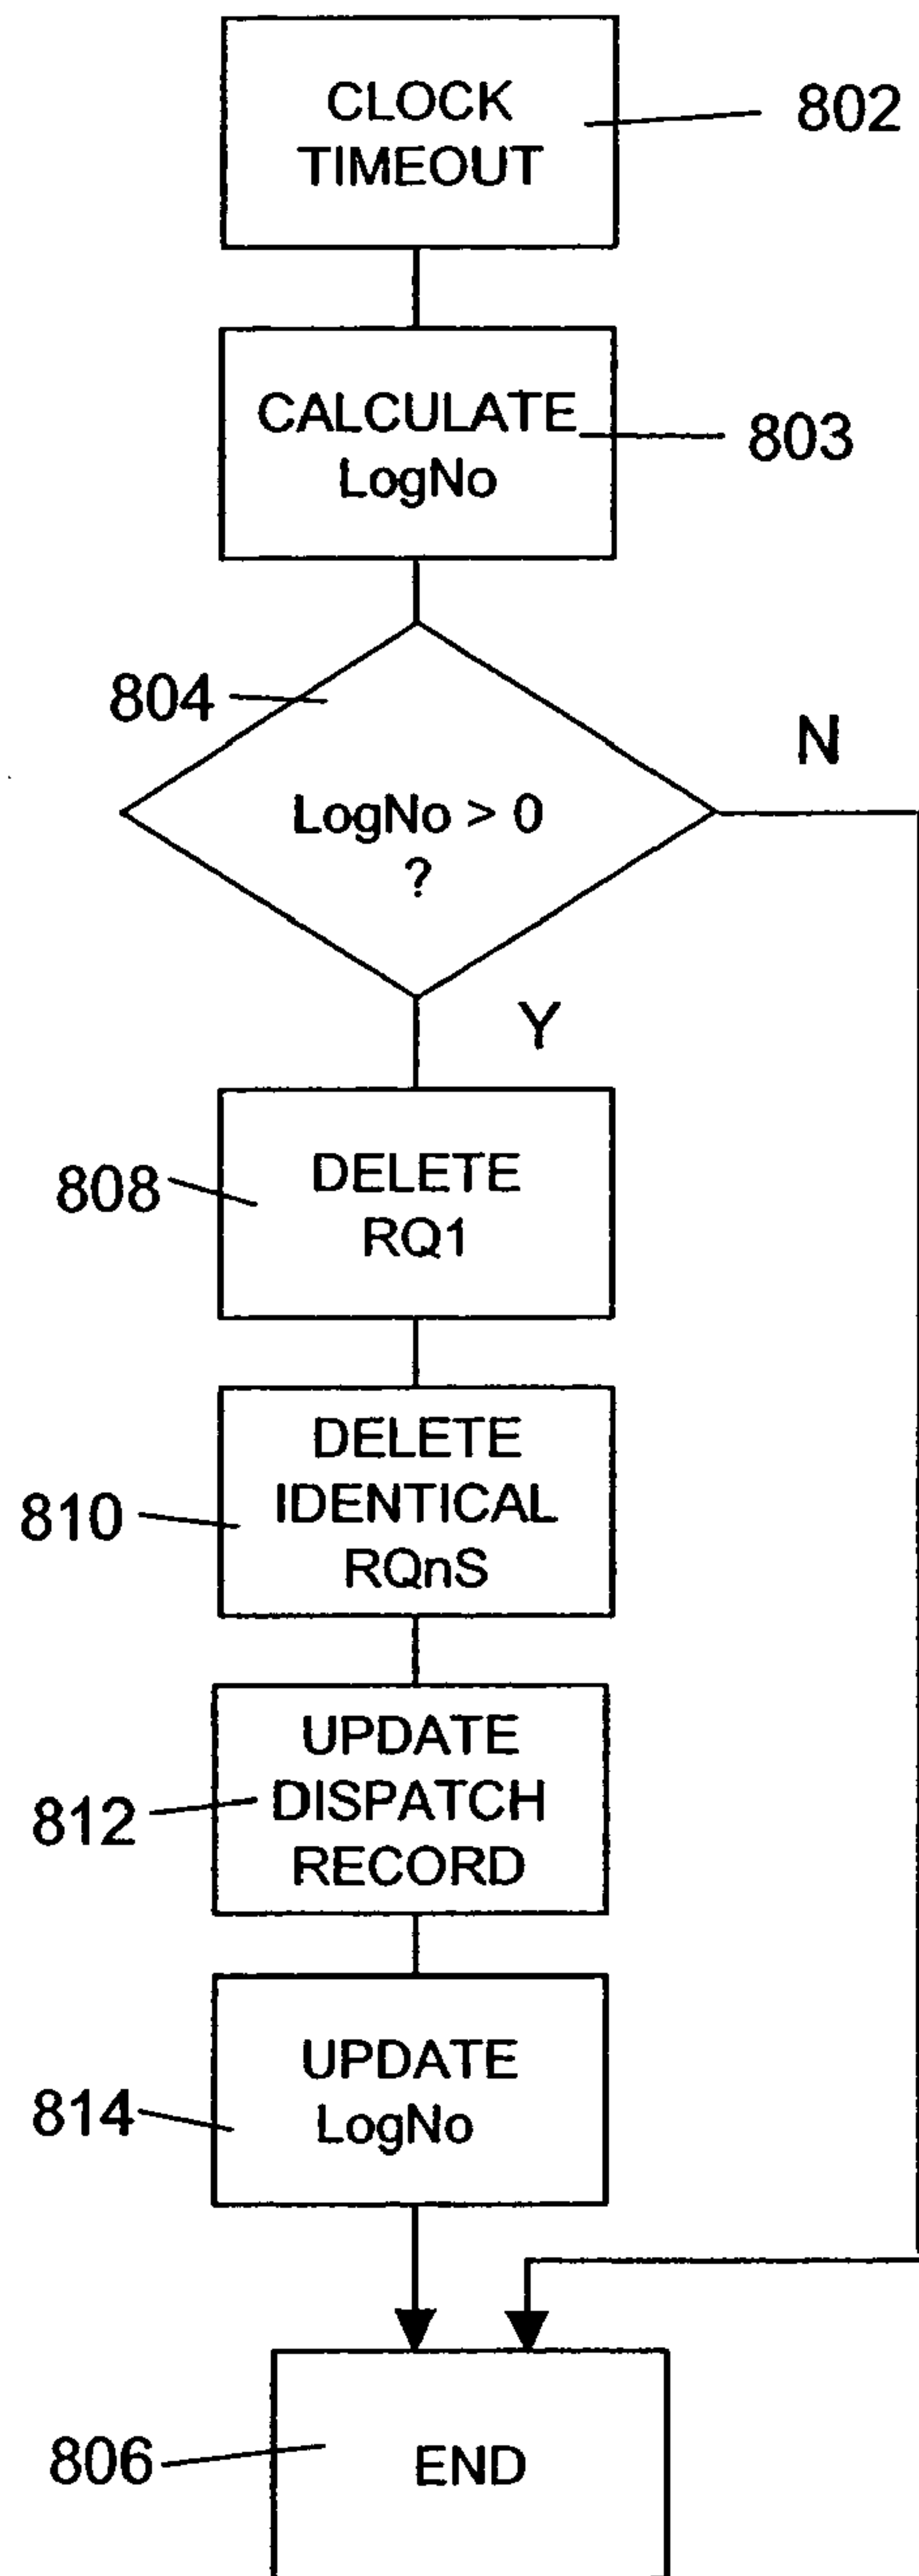 CLOCK
TIMEOUT
802
CALCULATE
LogNo
803
804
N
LogNo > 0
?
Y
808
DELETE
RQ1
810
DELETE
IDENTICAL
RQnS
812
UPDATE
DISPATCH
RECORD
814
UPDATE
LogNo
806
END